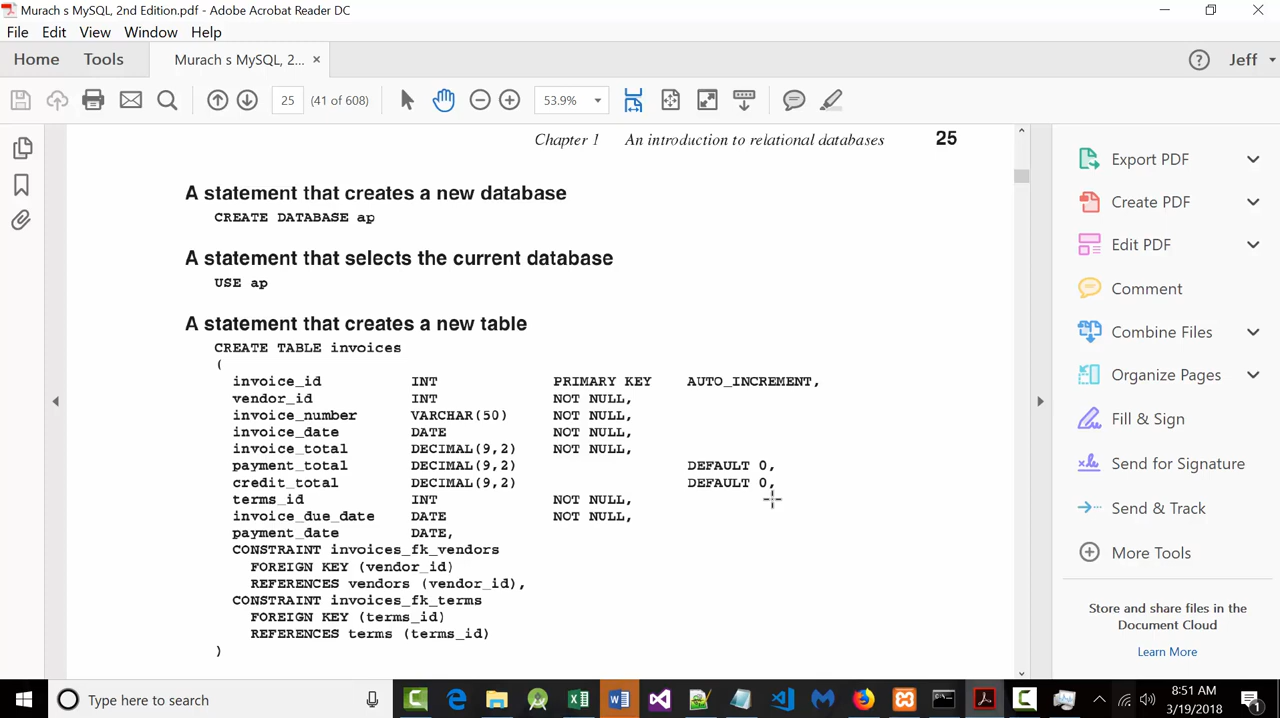 Murach s MySQL, 2nd Edition.pdf - Adobe Acrobat Reader DC
File Edit View Window Help
Home Tools Murach s MySQL, 2... × Jeff
25 (41 of 608) 53.9%
Chapter 1 An introduction to relational databases 25
A statement that creates a new database
CREATE DATABASE ap
A statement that selects the current database
USE ap
A statement that creates a new table
CREATE TABLE invoices
(
invoice_id INT PRIMARY KEY AUTO_INCREMENT,
vendor_id INT NOT NULL,
invoice_number VARCHAR(50) NOT NULL,
invoice_date DATE NOT NULL,
invoice_total DECIMAL(9,2) NOT NULL,
payment_total DECIMAL(9,2) DEFAULT 0,
credit_total DECIMAL(9,2) DEFAULT 0,
terms_id INT NOT NULL,
invoice_due_date DATE NOT NULL,
payment_date DATE,
CONSTRAINT invoices_fk_vendors
FOREIGN KEY (vendor_id)
REFERENCES vendors (vendor_id),
CONSTRAINT invoices_fk_terms
FOREIGN KEY (terms_id)
REFERENCES terms (terms_id)
)
Export PDF
Create PDF
Edit PDF
Comment
Combine Files
Organize Pages
Fill & Sign
Send for Signature
Send & Track
More Tools
Store and share files in the
Document Cloud
Learn More
Type here to search
8:51 AM
3/19/2018
1